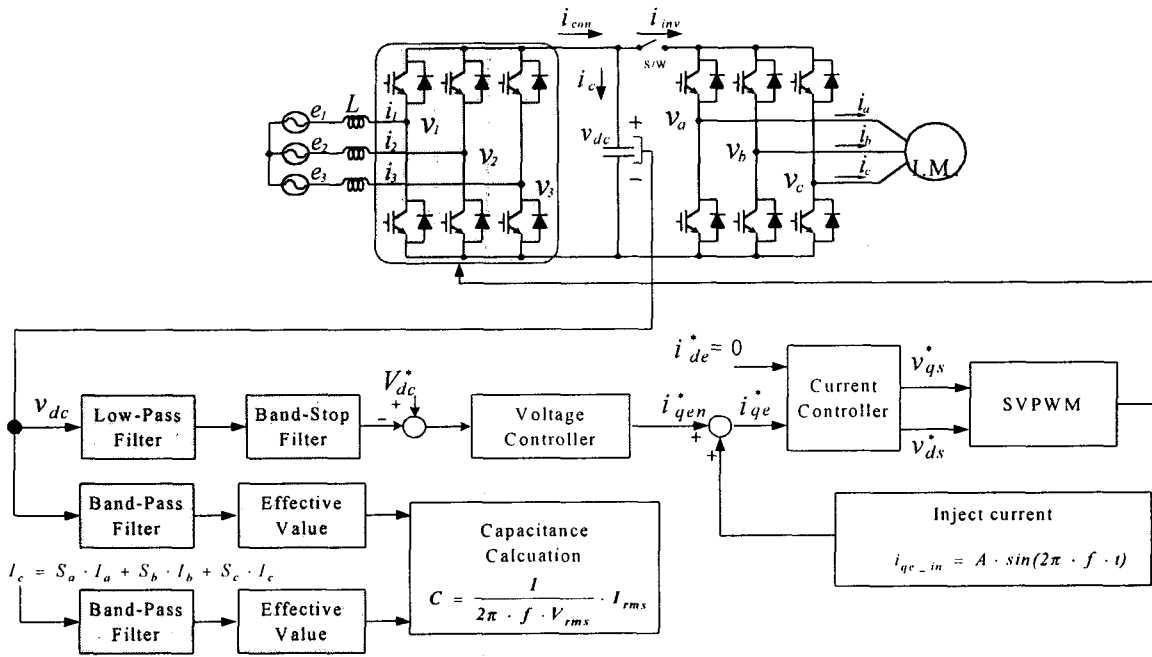 i_con
i_inv
S/W
i_c
e_1
L
i_1
v_1
e_2
i_2
v_2
e_3
i_3
v_3
v_dc
+
-
v_a
v_b
v_c
i_a
i_b
i_c
I.M.
v_dc
Low-Pass Filter
Band-Stop Filter
V*_dc
+
-
Voltage Controller
i*_qen
+
+
i*_de = 0
i*_qe
Current Controller
v*_qs
v*_ds
SVPWM
Band-Pass Filter
Effective Value
Capacitance Calcuation
C = I / (2π · f · V_rms) · I_rms
I_c = S_a · I_a + S_b · I_b + S_c · I_c
Band-Pass Filter
Effective Value
Inject current
i_qe_in = A · sin(2π · f · t)